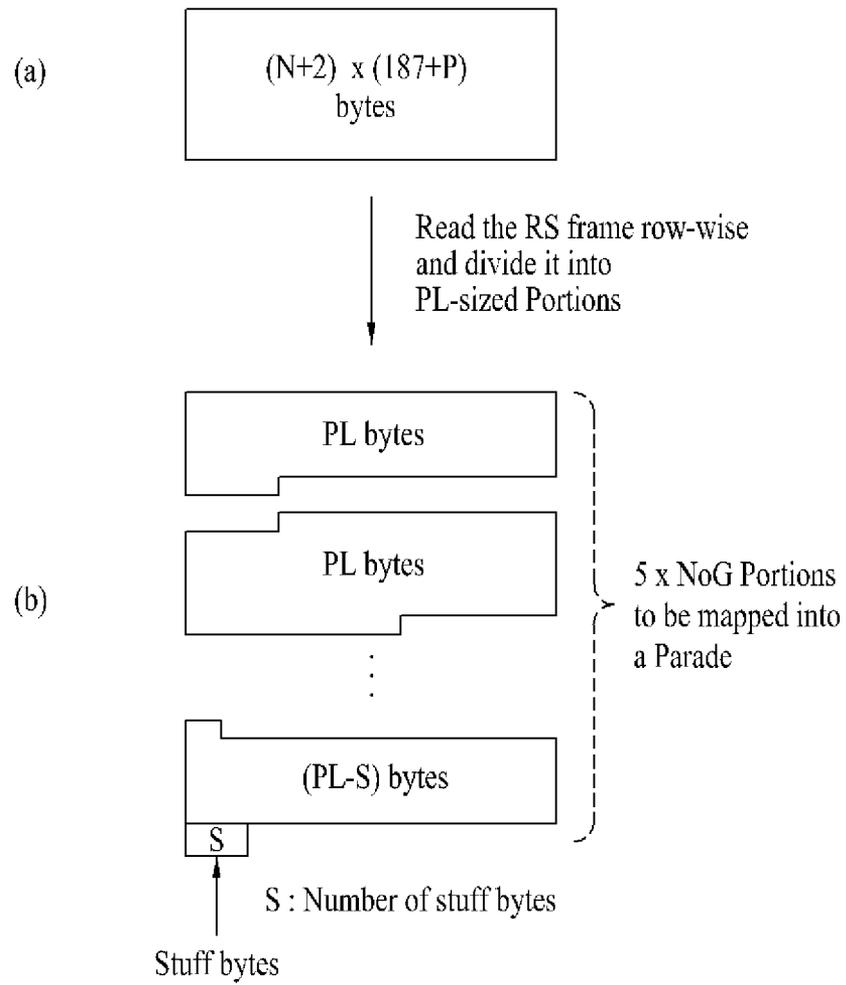 (a)
(N+2) x (187+P)
bytes
Read the RS frame row-wise
and divide it into
PL-sized Portions
PL bytes
PL bytes
(b)
5 x NoG Portions
to be mapped into
a Parade
(PL-S) bytes
S
S : Number of stuff bytes
Stuff bytes